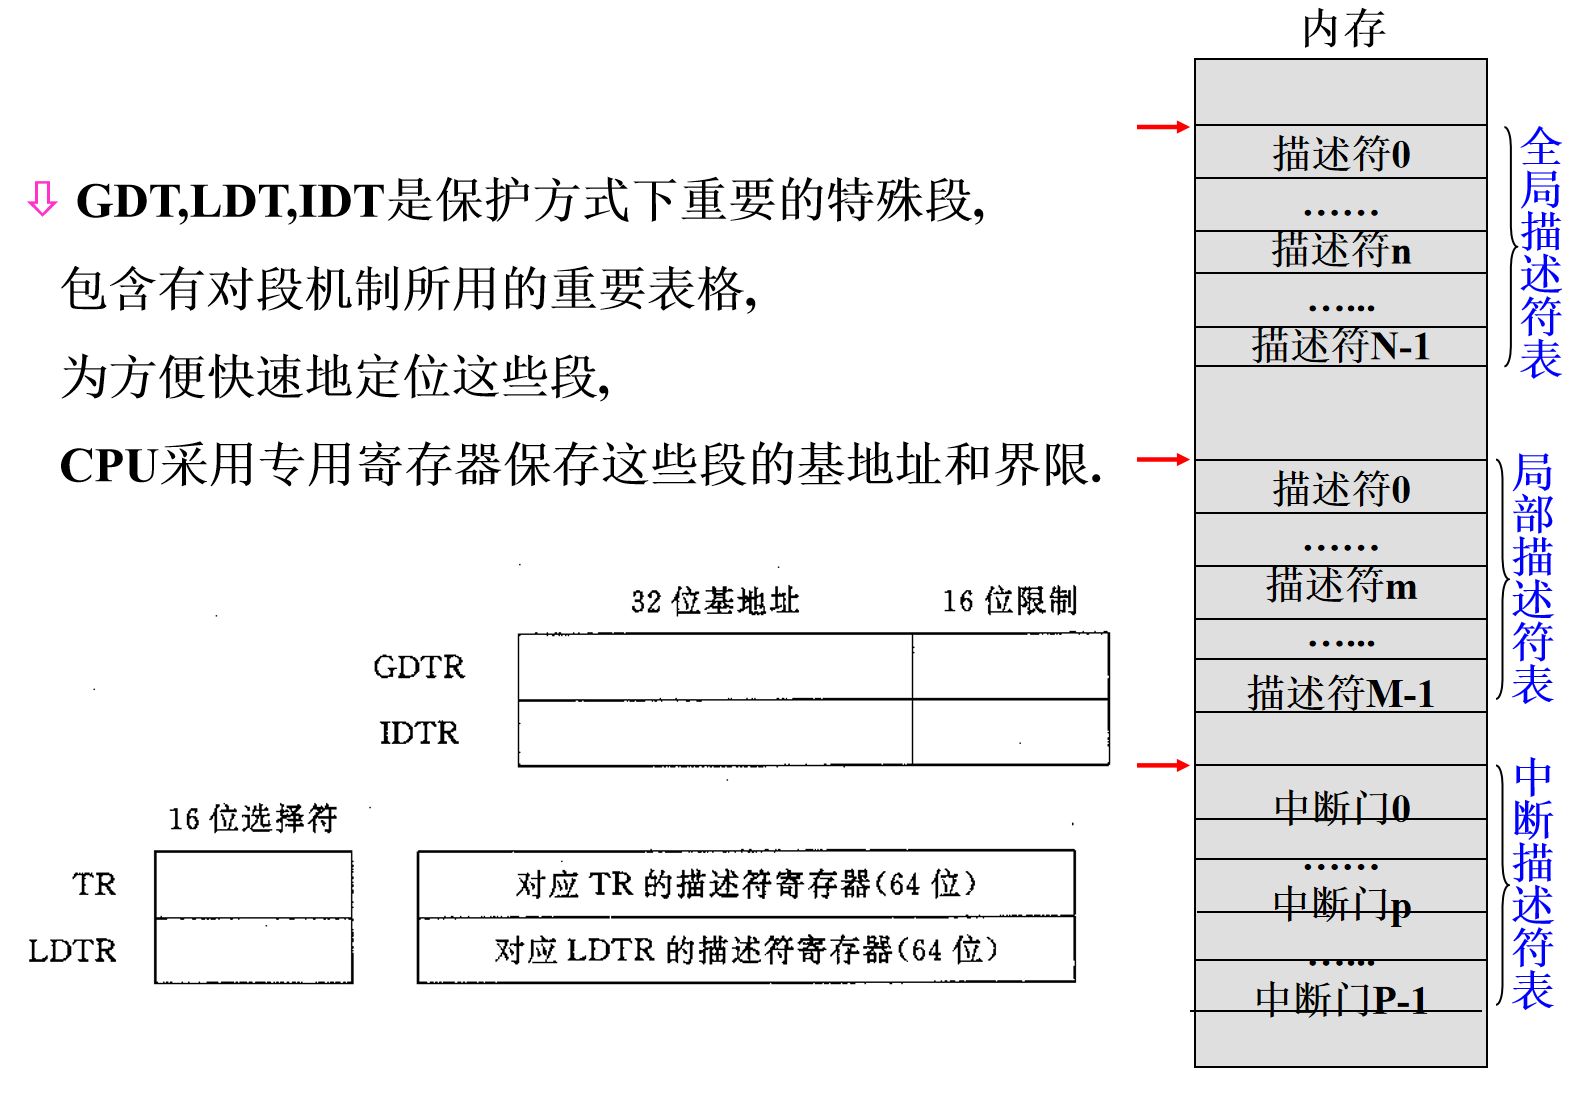 GDT,LDT,IDT是保护方式下重要的特殊段,
包含有对段机制所用的重要表格,
为方便快速地定位这些段,
CPU采用专用寄存器保存这些段的基地址和界限.
32 位基地址
16 位限制
GDTR
IDTR
16 位选择符
TR
对应 TR 的描述符寄存器(64 位)
LDTR
对应 LDTR 的描述符寄存器(64 位)
内存
描述符0
……
描述符n
…...
描述符N-1
全局描述符表
描述符0
……
描述符m
…...
描述符M-1
局部描述符表
中断门0
……
中断门p
…...
中断门P-1
中断描述符表